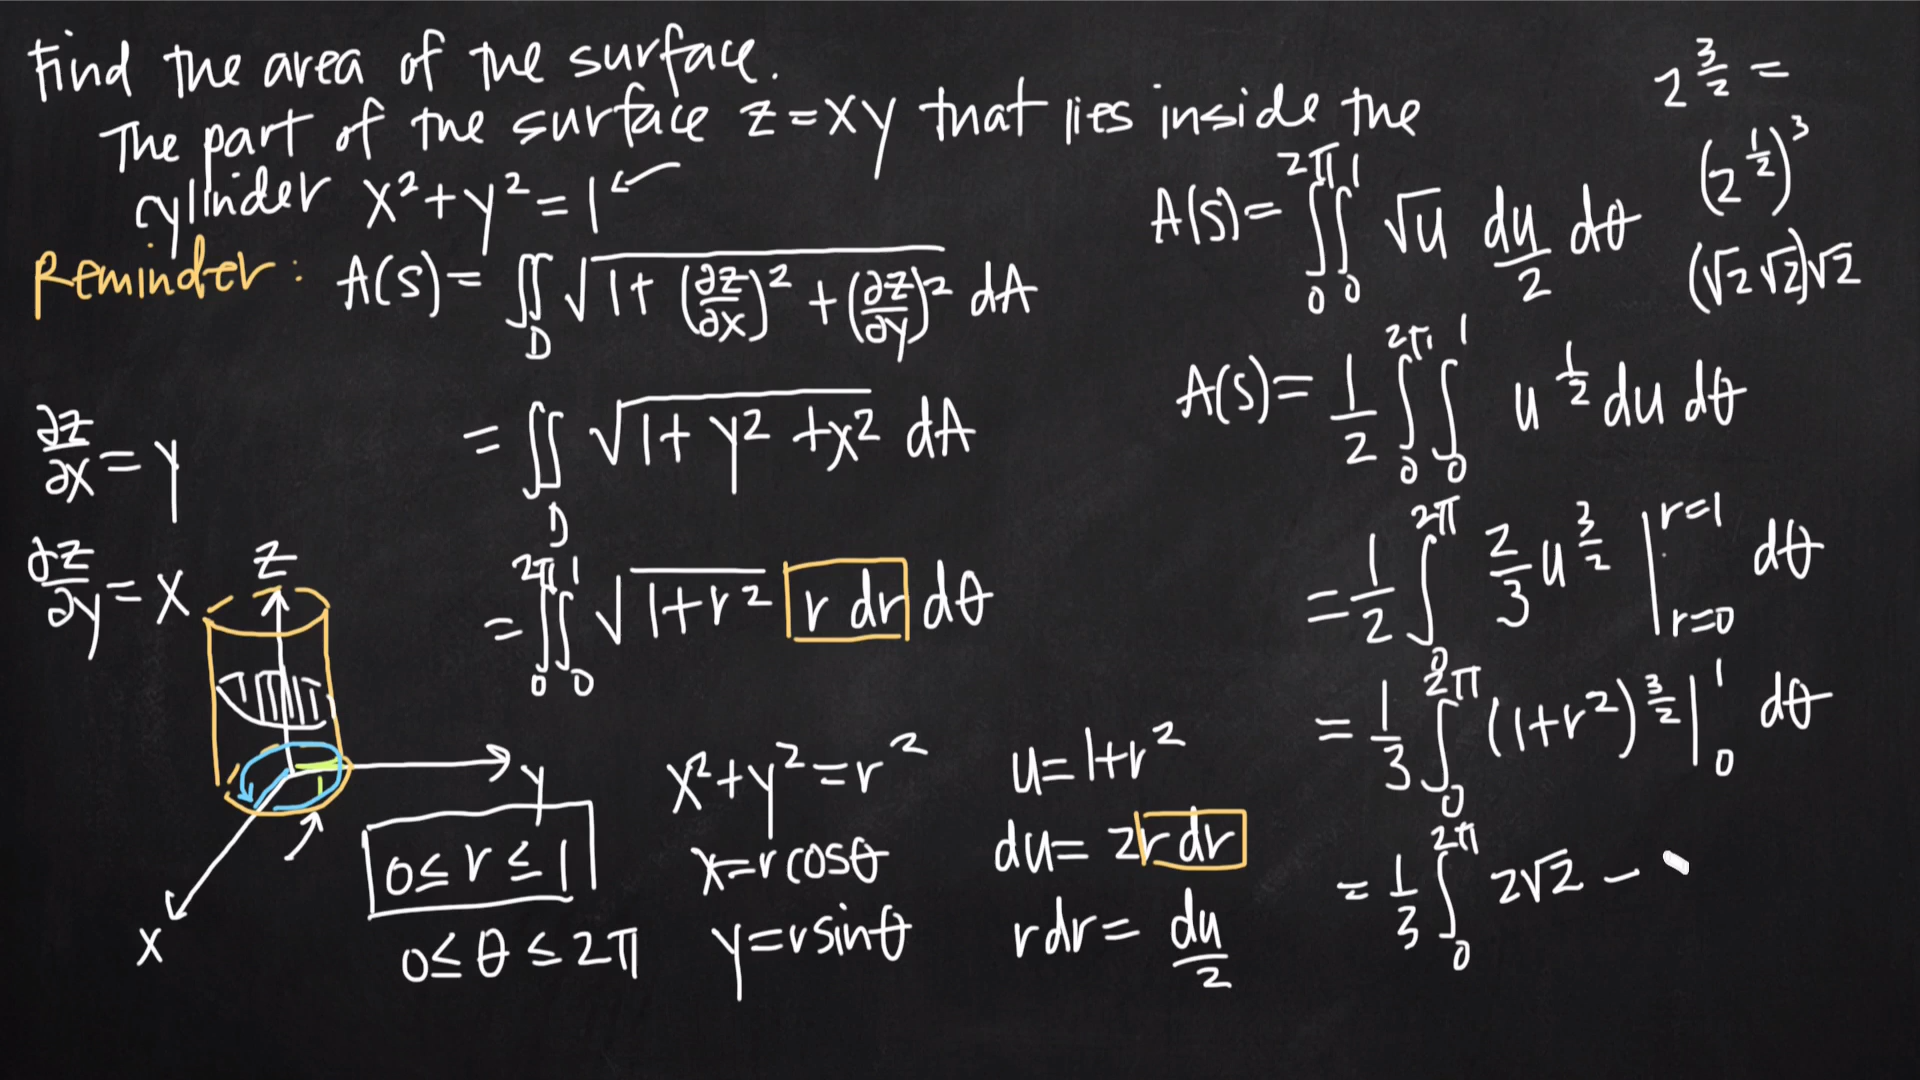 Find the area of the surface.
The part of the surface z=xy that lies inside the
cylinder x²+y²=1
Reminder: A(S)= ∬_D √(1+(∂z/∂x)²+(∂z/∂y)²) dA
∂z/∂x=y
∂z/∂y=x
= ∬_D √(1+y²+x²) dA
=∫₀^2π ∫₀^1 √(1+r²) r dr dθ
z
y
x
0≤r≤1
0≤θ≤2π
x²+y²=r²
x=rcosθ
y=rsinθ
u=1+r²
du=2rdr
rdr=du/2
A(S)=∫₀^2π ∫₀^1 √u du/2 dθ
A(S)=1/2 ∫₀^2π ∫₀^1 u^1/2 du dθ
=1/2 ∫₀^2π 2/3 u^3/2 |_r=0^r=1 dθ
=1/3 ∫₀^2π (1+r²)^3/2 |₀^1 dθ
=1/3 ∫₀^2π 2√2 −
2^3/2 =
(2^1/2)³
(√2√2)√2